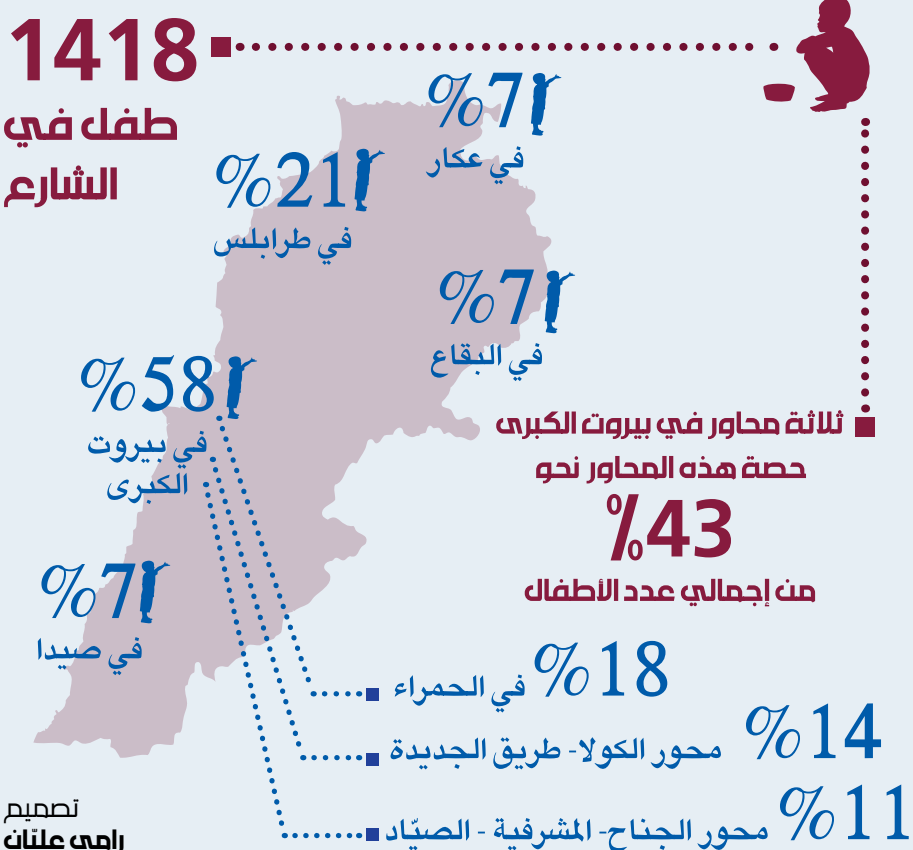 1418
طفل في
الشارع
%7
في عكار
%21
في طرابلس
%7
في البقاع
%58
في بيروت
الكبرى
%7
في صيدا
ثلاثة محاور في بيروت الكبرى
حصة هذه المحاور نحو
%43
من إجمالي عدد الأطفال
%18 في الحمراء
%14 محور الكولا- طريق الجديدة
%11 محور الجناح- المشرفية - الصيّاد
تصميم
رامي عليّان